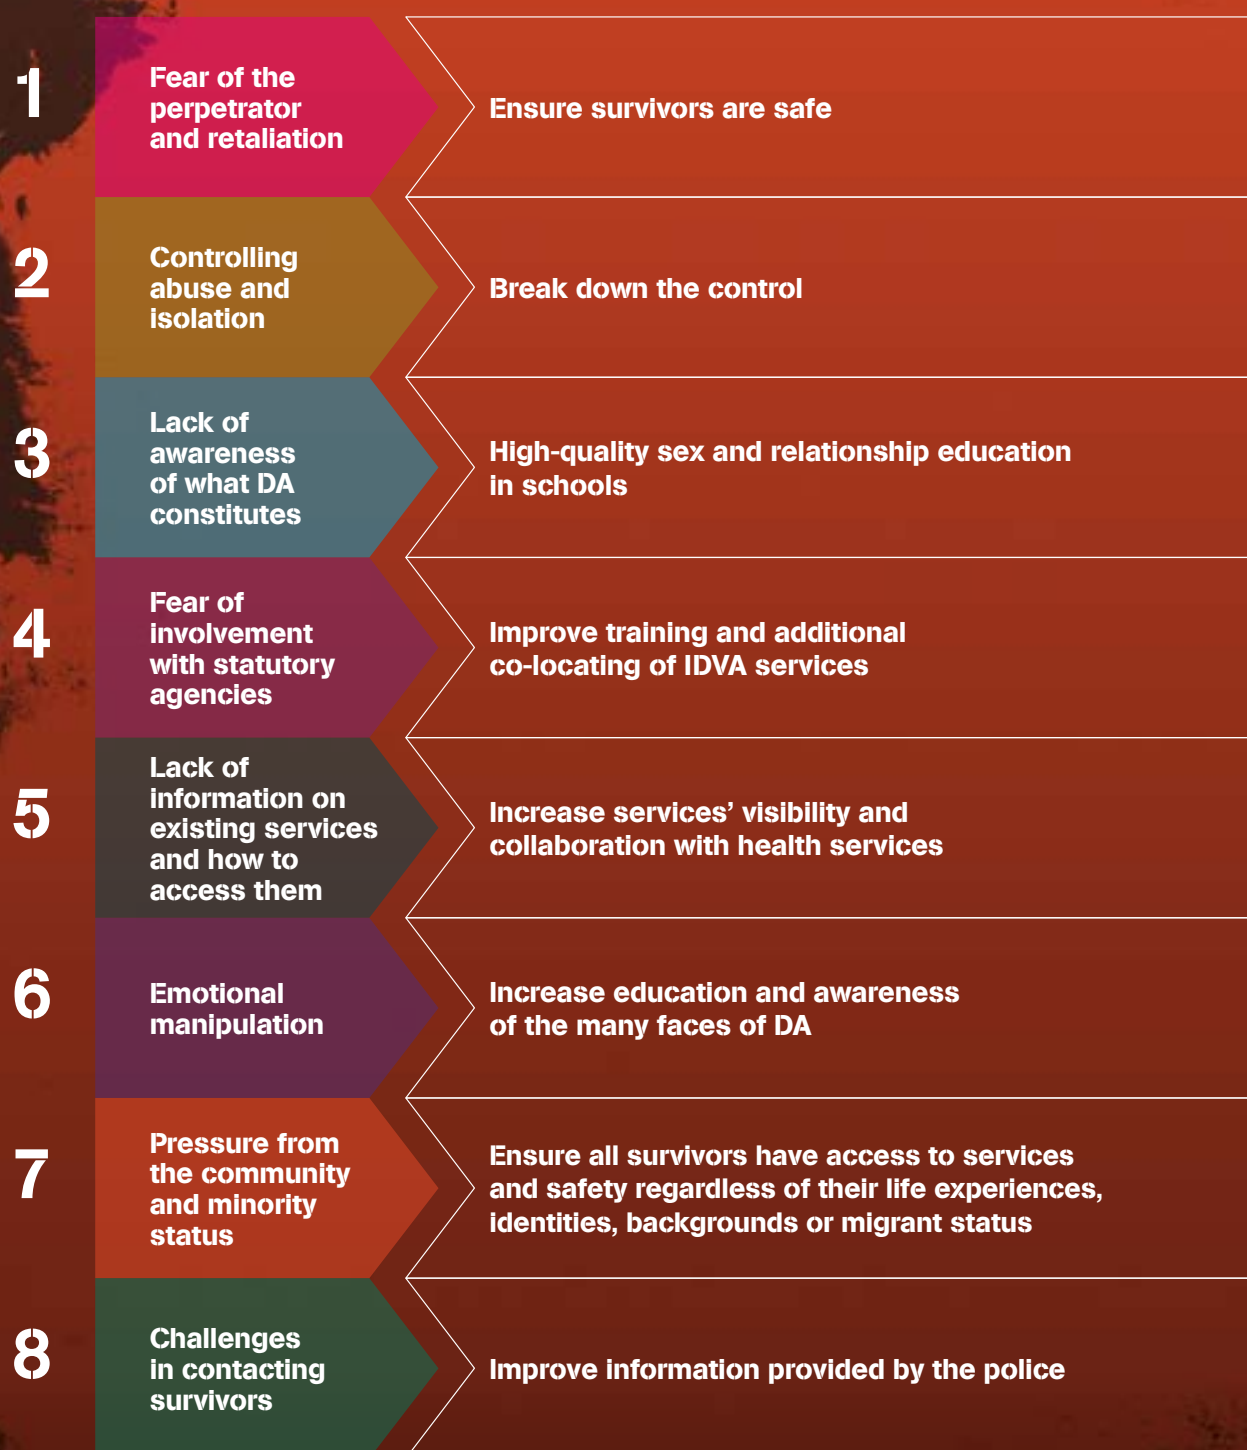 1
Fear of the
perpetrator
and retaliation
Ensure survivors are safe
2
Controlling
abuse and
isolation
Break down the control
3
Lack of
awareness
of what DA
constitutes
High-quality sex and relationship education
in schools
4
Fear of
involvement
with statutory
agencies
Improve training and additional
co-locating of IDVA services
5
Lack of
information on
existing services
and how to
access them
Increase services’ visibility and
collaboration with health services
6
Emotional
manipulation
Increase education and awareness
of the many faces of DA
7
Pressure from
the community
and minority
status
Ensure all survivors have access to services
and safety regardless of their life experiences,
identities, backgrounds or migrant status
8
Challenges
in contacting
survivors
Improve information provided by the police